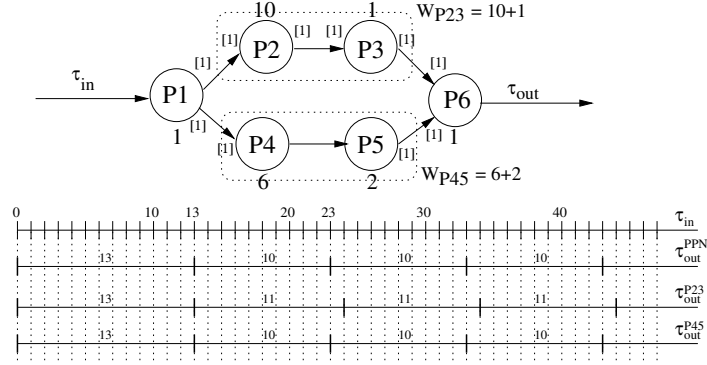 10 1 W_P23 = 10+1
[1] [1] [1] [1]
P2 P3
[1] [1]
τ_in P1 P6 τ_out
1 [1] [1] 1
[1] P4 P5 [1]
6 2 W_P45 = 6+2
0 10 13 20 23 30 40 τ_in
13 10 10 10 τ_out^PPN
13 11 11 11 τ_out^P23
13 10 10 10 τ_out^P45